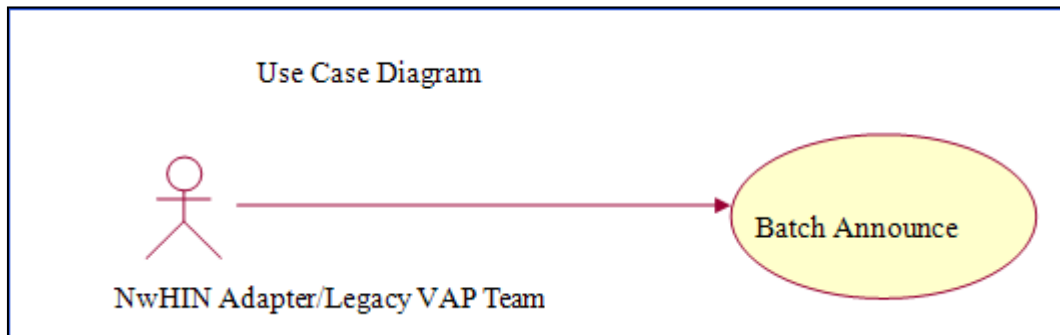 Use Case Diagram
Batch Announce
NwHIN Adapter/Legacy VAP Team